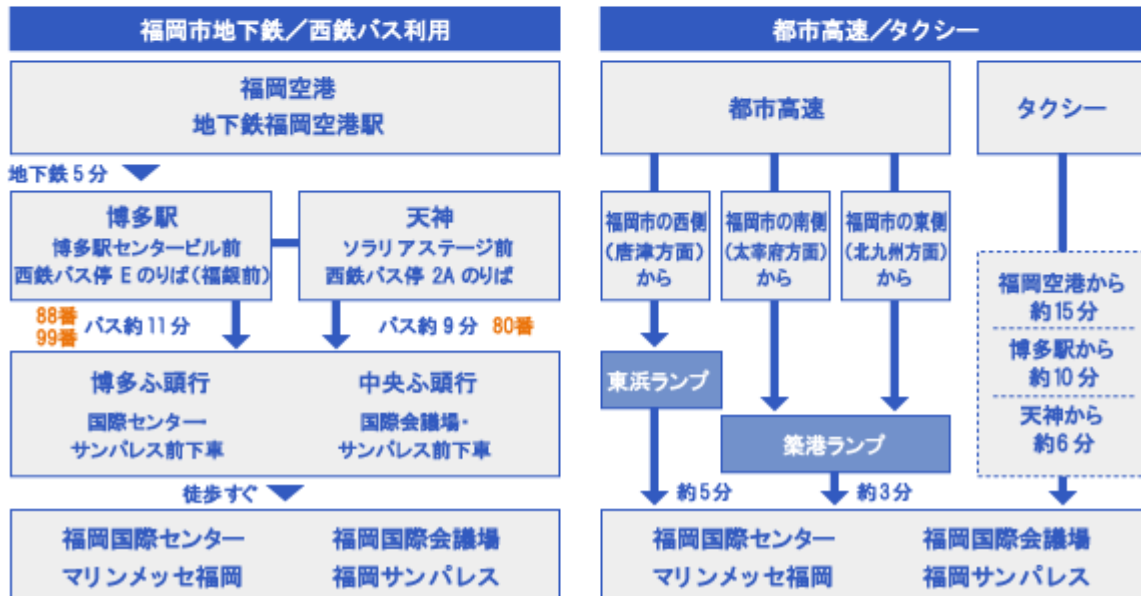 福岡市地下鉄／西鉄バス利用
福岡空港
地下鉄福岡空港駅
地下鉄5分
博多駅
博多駅センタービル前
西鉄バス停 E のりば（福銀前）
天神
ソラリアステージ前
西鉄バス停 2A のりば
88番
99番
バス約11分
バス約9分 80番
博多ふ頭行
国際センター・
サンパレス前下車
中央ふ頭行
国際会議場・
サンパレス前下車
徒歩すぐ
福岡国際センター 福岡国際会議場
マリンメッセ福岡 福岡サンパレス
都市高速／タクシー
都市高速
タクシー
福岡市の西側
（唐津方面）
から
福岡市の南側
（太宰府方面）
から
福岡市の東側
（北九州方面）
から
東浜ランプ
築港ランプ
約5分
約3分
福岡空港から
約15分
博多駅から
約10分
天神から
約6分
福岡国際センター 福岡国際会議場
マリンメッセ福岡 福岡サンパレス